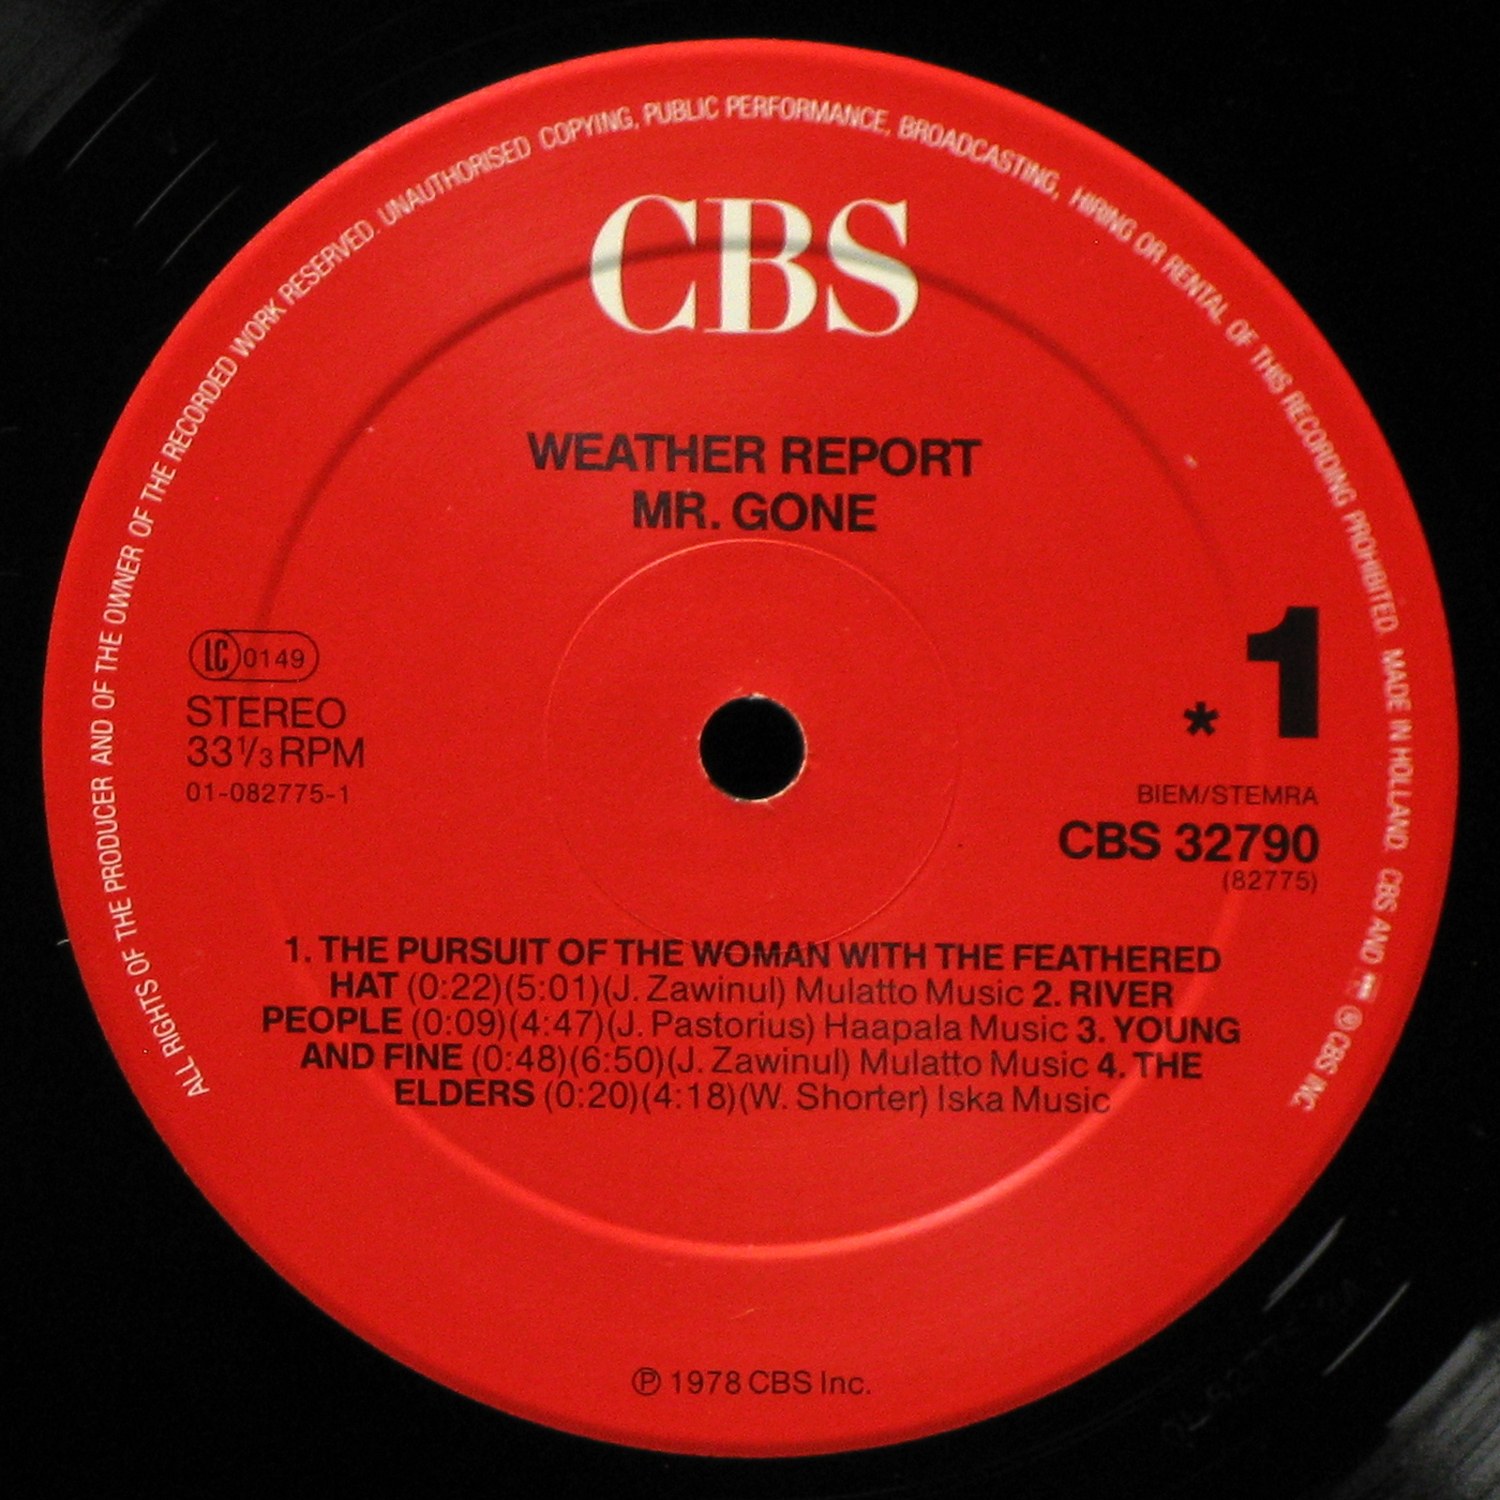 ALL RIGHTS OF THE PRODUCER AND OF THE OWNER OF THE RECORDED WORK RESERVED. UNAUTHORISED COPYING, PUBLIC PERFORMANCE, BROADCASTING, HIRING OR RENTAL OF THIS RECORDING PROHIBITED. MADE IN HOLLAND. CBS AND ® CBS INC.
CBS
WEATHER REPORT
MR. GONE
LC 0149
STEREO
33 1/3 RPM
01-082775-1
1
*
BIEM/STEMRA
CBS 32790
(82775)
1. THE PURSUIT OF THE WOMAN WITH THE FEATHERED
HAT (0:22)(5:01)(J. Zawinul) Mulatto Music 2. RIVER
PEOPLE (0:09)(4:47)(J. Pastorius) Haapala Music 3. YOUNG
AND FINE (0:48)(6:50)(J. Zawinul) Mulatto Music 4. THE
ELDERS (0:20)(4:18)(W. Shorter) Iska Music
℗ 1978 CBS Inc.